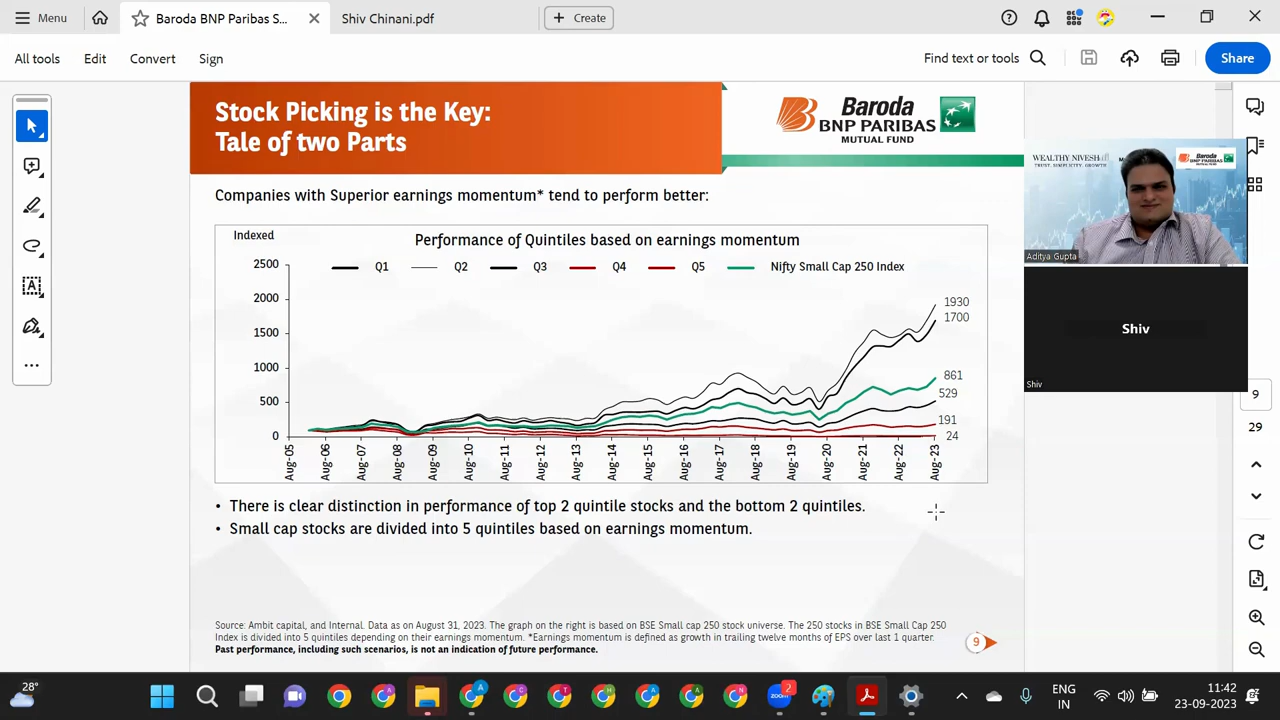 Menu
Baroda BNP Paribas S...
Shiv Chinani.pdf
Create
All tools
Edit
Convert
Sign
Find text or tools
Share
Stock Picking is the Key:
Tale of two Parts
Baroda
BNP PARIBAS
MUTUAL FUND
Companies with Superior earnings momentum* tend to perform better:
Indexed
Performance of Quintiles based on earnings momentum
Q1 Q2 Q3 Q4 Q5 Nifty Small Cap 250 Index
2500
2000
1500
1000
500
0
1930
1700
861
529
191
24
Aug-05 Aug-06 Aug-07 Aug-08 Aug-09 Aug-10 Aug-11 Aug-12 Aug-13 Aug-14 Aug-15 Aug-16 Aug-17 Aug-18 Aug-19 Aug-20 Aug-21 Aug-22 Aug-23
• There is clear distinction in performance of top 2 quintile stocks and the bottom 2 quintiles.
• Small cap stocks are divided into 5 quintiles based on earnings momentum.
Source: Ambit capital, and Internal. Data as on August 31, 2023. The graph on the right is based on BSE Small cap 250 stock universe. The 250 stocks in BSE Small Cap 250
Index is divided into 5 quintiles depending on their earnings momentum. *Earnings momentum is defined as growth in trailing twelve months of EPS over last 1 quarter.
Past performance, including such scenarios, is not an indication of future performance.
9
WEALTHY NIVESH
TRUST. SIMPLICITY. GROWTH
Baroda
BNP PARIBAS
Aditya Gupta
Shiv
Shiv
9
29
28°
2
ENG
IN
11:42
23-09-2023